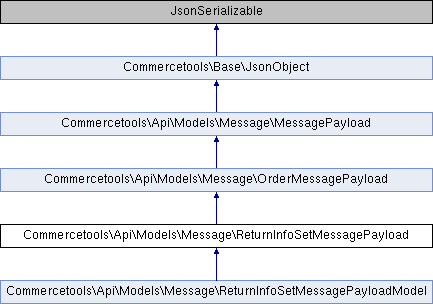 JsonSerializable
Commercetools\Base\JsonObject
Commercetools\Api\Models\Message\MessagePayload
Commercetools\Api\Models\Message\OrderMessagePayload
Commercetools\Api\Models\Message\ReturnInfoSetMessagePayload
Commercetools\Api\Models\Message\ReturnInfoSetMessagePayloadModel